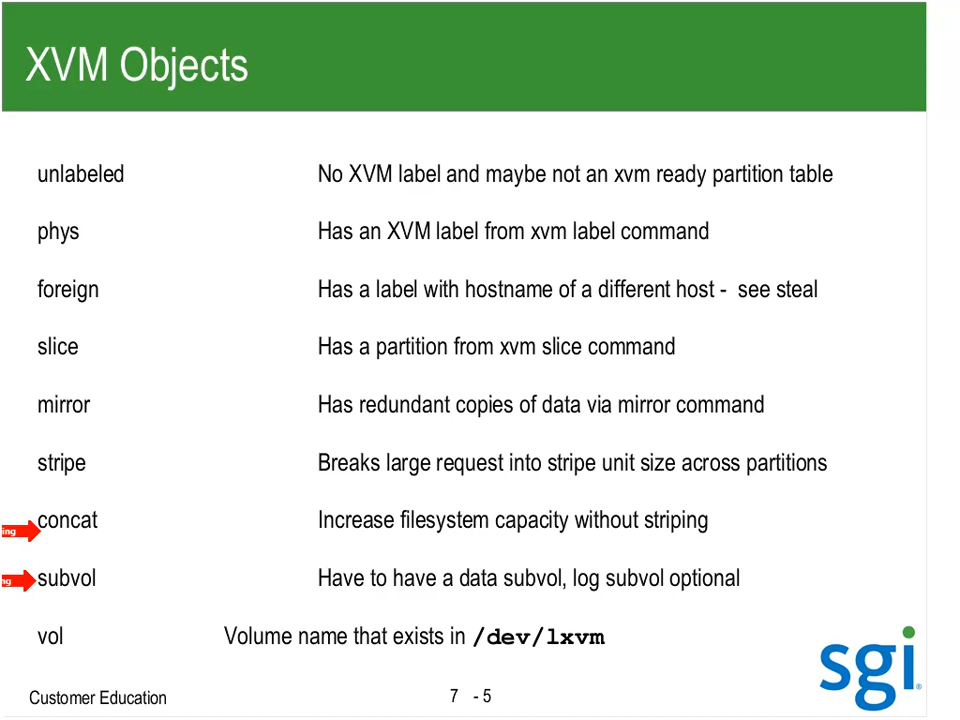 XVM Objects
unlabeled No XVM label and maybe not an xvm ready partition table
phys Has an XVM label from xvm label command
foreign Has a label with hostname of a different host - see steal
slice Has a partition from xvm slice command
mirror Has redundant copies of data via mirror command
stripe Breaks large request into stripe unit size across partitions
concat Increase filesystem capacity without striping
ing
subvol Have to have a data subvol, log subvol optional
ng
vol Volume name that exists in /dev/lxvm
sgi®
Customer Education 7 - 5